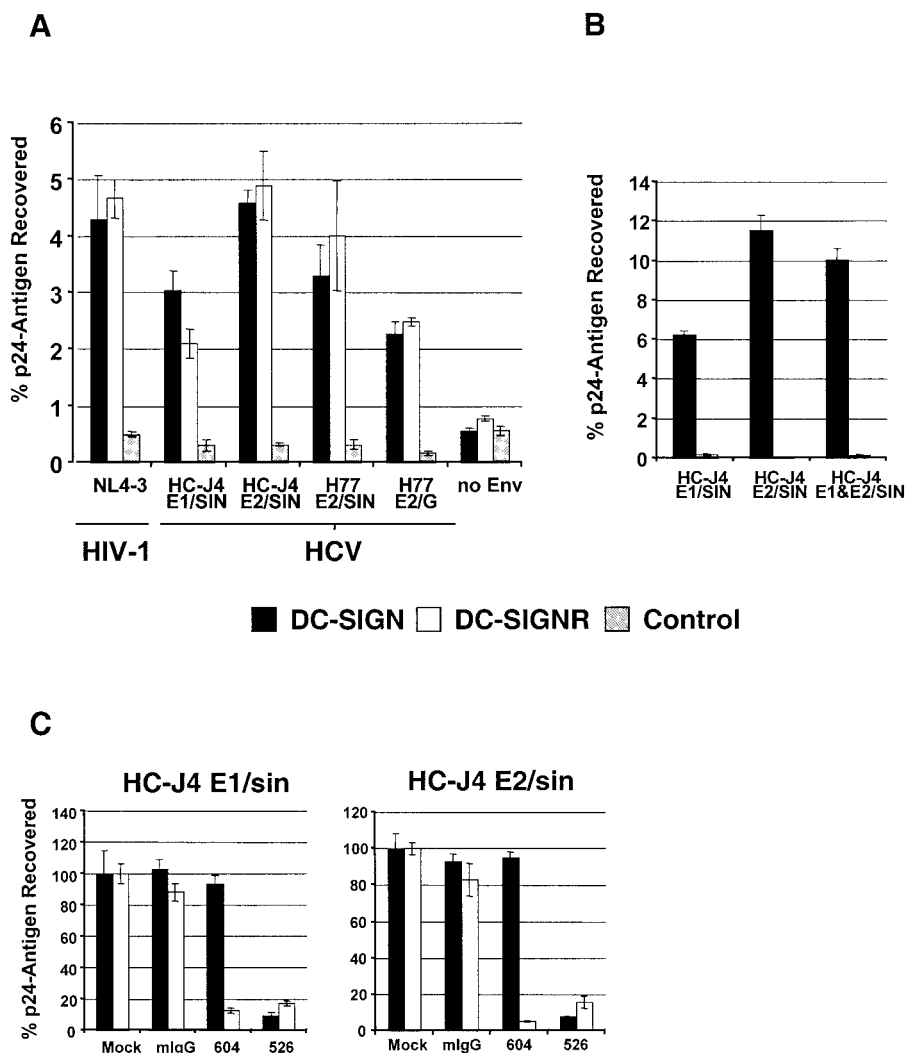 A
% p24-Antigen Recovered
6
5
4
3
2
1
0
NL4-3
HC-J4
E1/SIN
HC-J4
E2/SIN
H77
E2/SIN
H77
E2/G
no Env
HIV-1
HCV
B
% p24-Antigen Recovered
14
12
10
8
6
4
2
0
HC-J4
E1/SIN
HC-J4
E2/SIN
HC-J4
E1&E2/SIN
DC-SIGN
DC-SIGNR
Control
C
HC-J4 E1/sin
% p24-Antigen Recovered
140
120
100
80
60
40
20
0
Mock
mIgG
604
526
HC-J4 E2/sin
120
100
80
60
40
20
0
Mock
mIgG
604
526